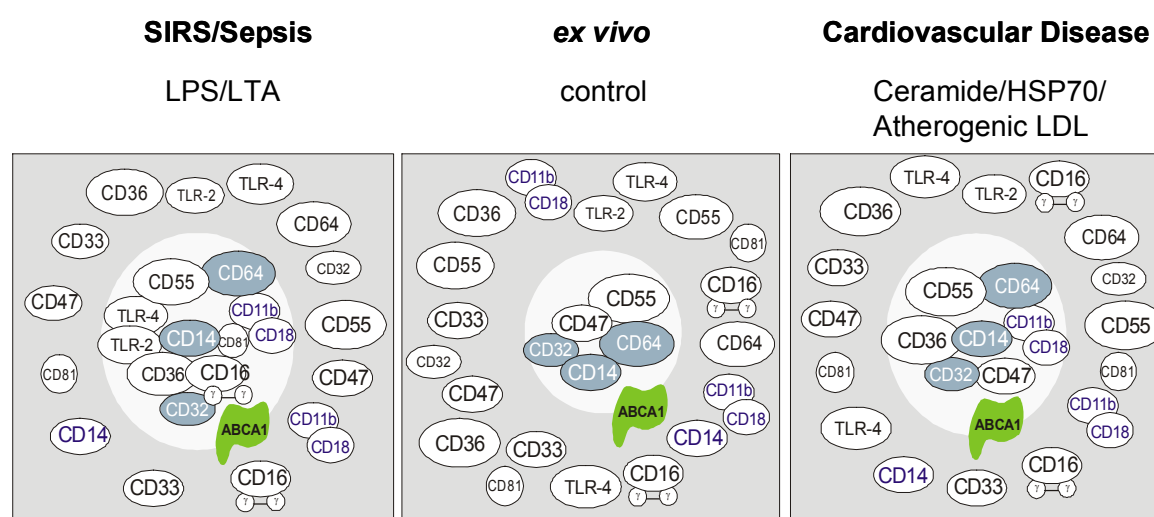 SIRS/Sepsis
ex vivo
Cardiovascular Disease
LPS/LTA
control
Ceramide/HSP70/
Atherogenic LDL
CD36
TLR-2
TLR-4
CD64
CD33
CD32
CD55
CD64
CD47
TLR-4
CD11b
CD18
CD55
TLR-2
CD14
CD81
CD81
CD36
CD16
γ γ
CD47
CD32
ABCA1
CD11b
CD18
CD14
CD33
CD16
γ γ
CD11b
CD18
TLR-4
CD36
TLR-2
CD55
CD81
CD55
CD16
γ γ
CD55
CD33
CD47
CD32
CD64
CD64
CD32
CD14
CD47
ABCA1
CD11b
CD18
CD14
CD36
CD33
CD81
TLR-4
CD16
γ γ
TLR-4
TLR-2
CD16
γ γ
CD36
CD64
CD33
CD32
CD55
CD64
CD47
CD11b
CD18
CD55
CD36
CD14
CD81
CD32
CD47
CD81
ABCA1
CD11b
CD18
TLR-4
CD14
CD33
CD16
γ γ